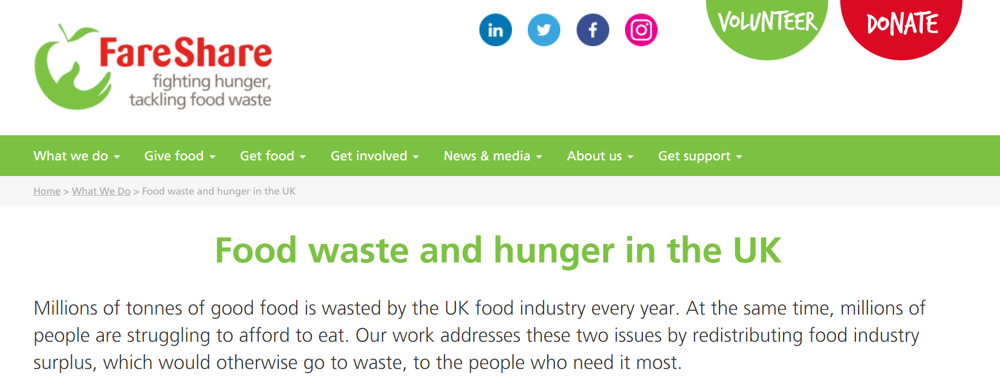 FareShare
fighting hunger,
tackling food waste
in
f
VOLUNTEER
DONATE
What we do
Give food
Get food
Get involved
News & media
About us
Get support
Home > What We Do > Food waste and hunger in the UK
Food waste and hunger in the UK
Millions of tonnes of good food is wasted by the UK food industry every year. At the same time, millions of
people are struggling to afford to eat. Our work addresses these two issues by redistributing food industry
surplus, which would otherwise go to waste, to the people who need it most.